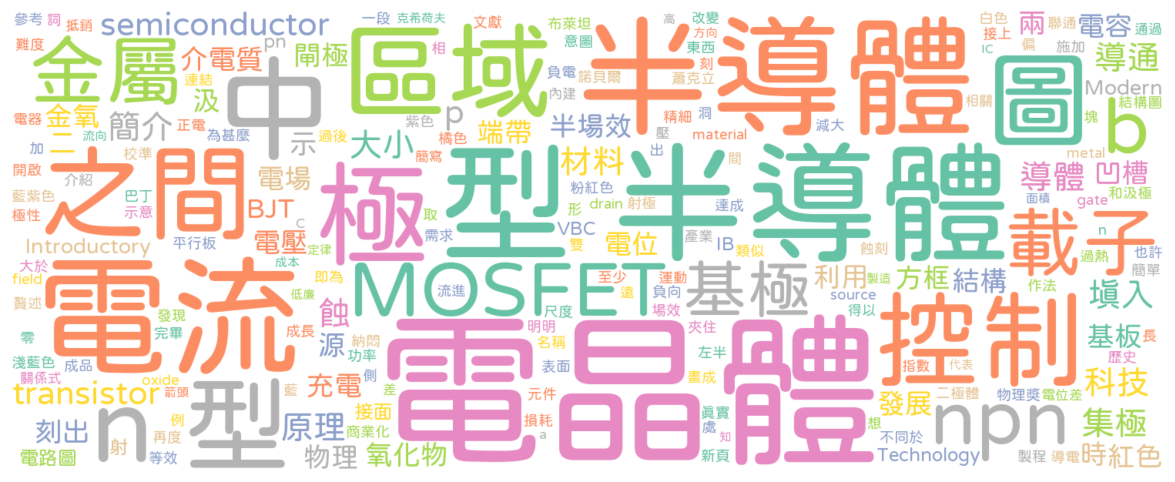 參考 詞 抵銷 semiconductor 一段 克希荷夫 文獻 布萊坦 高 改變 白色 聯通 電容 通過
難度 金屬 pn 閘極 相 區域 意圖 半導體 方向 東西 兩 接上 偏 IC 施加 導通
介電質 連結 中 負電 諾貝爾 刻 蕭克立 圖 Modern
金氧 汲 p 內建 洞 精細 相關 結構圖
電器 簡介 正電 紫色 橘色 端帶 半場效 壓 material 減大 塊 b
二 流向 為甚麼 過後 示
加 校準 大小 簡寫 出 metal
開啟 之間 電場 極 型 材料 間 半導體 導體 凹槽
介紹 粉紅色 和汲極
藍紫色 巴丁 BJT 取 形 drain 射極 達成 面積 gate
極性 示意 C 需求 VBC IB 載子 n
Introductory 平行板 電壓 定律 雙 電位 產業 類似 蝕刻 過熱 也許
大於 成本 MOSFET 至少 運動 基極 利用 製造 方框 結構 作法 簡單
field 電流 即為 流進 遠 負向 source 填入
贅述 低廉 蝕 尺度 場效 得以 控制
發現 明明 夾住 基板 長
零 完畢 成長 源 納悶 名稱 電晶體 左半 指數 代表 歷史
淺藍色 成品 功率 表面
關係式 oxide 側 畫成 科技
transistor 箭頭 藍 充電 差 元件 真實 發展 二極體 物理獎 電位差
n 型 例 接面 損耗 處 npn 想 集極
刻出 射 再度 原理 商業化 a 知 不同於
電路圖 等效 物理 氧化物 新頁 Technology 製程 導電 時紅色